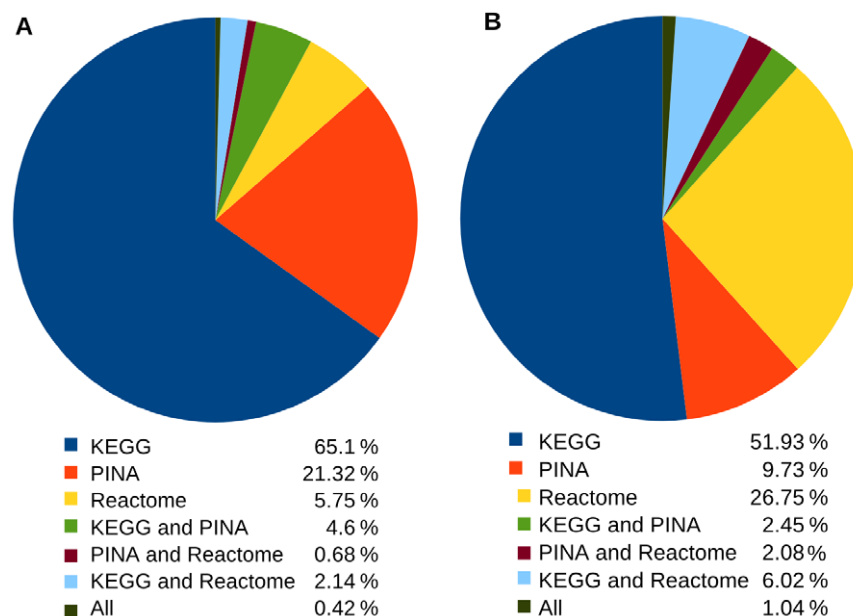 A
KEGG 65.1 %
PINA 21.32 %
Reactome 5.75 %
KEGG and PINA 4.6 %
PINA and Reactome 0.68 %
KEGG and Reactome 2.14 %
All 0.42 %
B
KEGG 51.93 %
PINA 9.73 %
Reactome 26.75 %
KEGG and PINA 2.45 %
PINA and Reactome 2.08 %
KEGG and Reactome 6.02 %
All 1.04 %